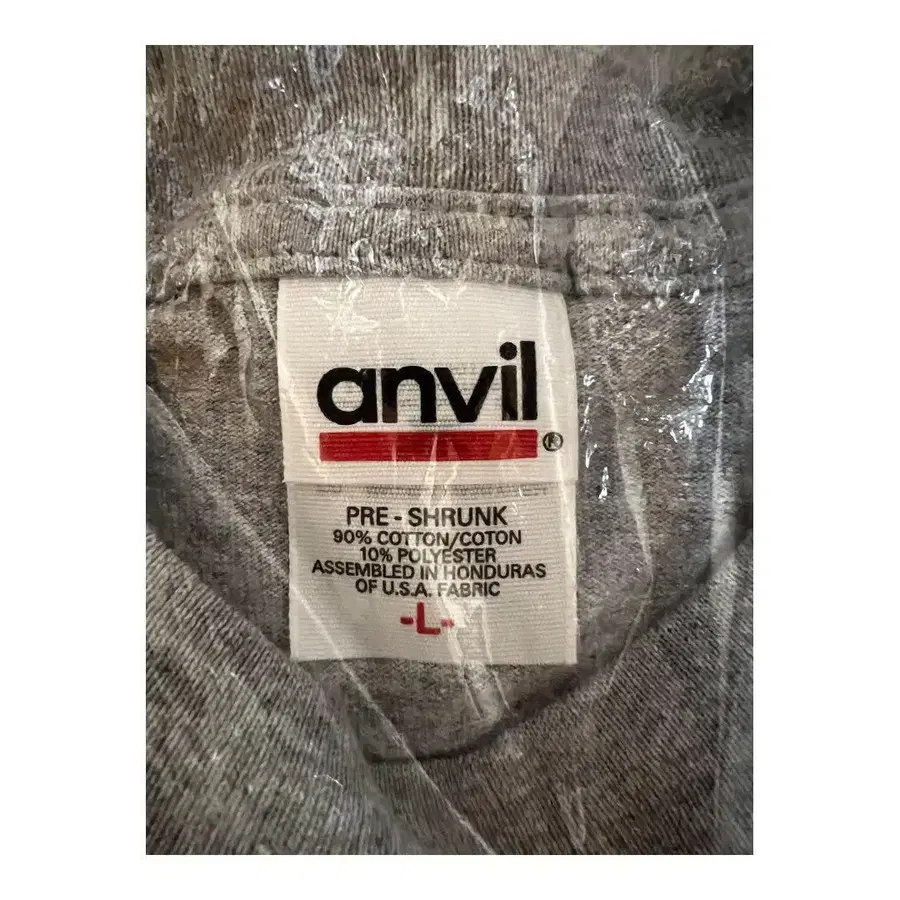 anvil
®
PRE - SHRUNK
90% COTTON/COTON
10% POLYESTER
ASSEMBLED IN HONDURAS
OF U.S.A. FABRIC
-L-